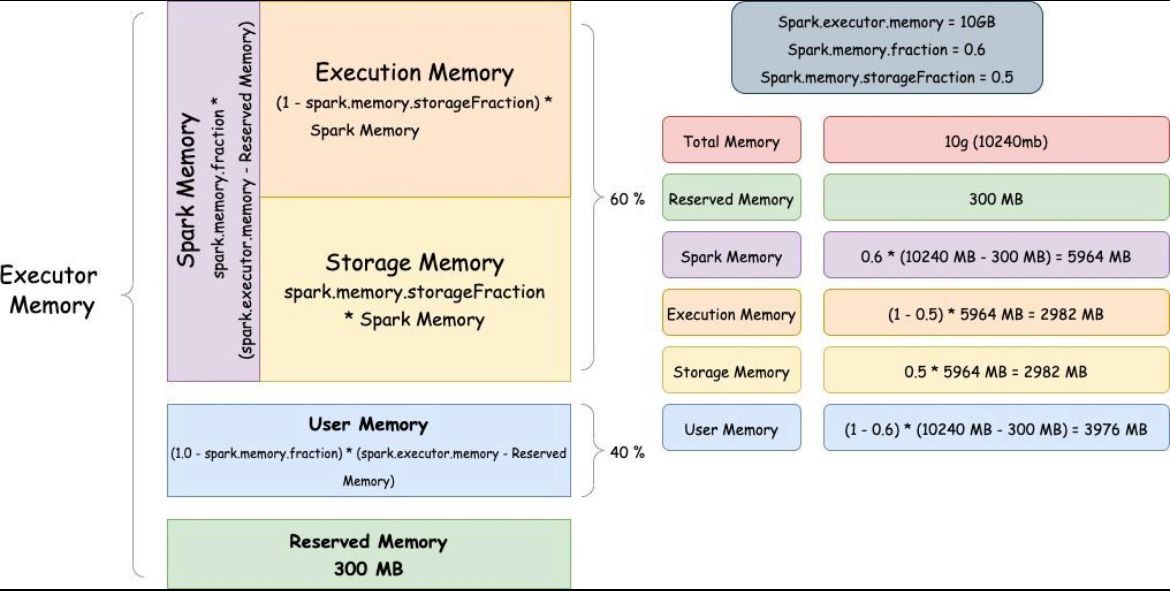 Executor
Memory
Spark Memory
spark.memory.fraction *
(spark.executor.memory - Reserved Memory)
Execution Memory
(1 - spark.memory.storageFraction) *
Spark Memory
Storage Memory
spark.memory.storageFraction
* Spark Memory
60 %
User Memory
(1.0 - spark.memory.fraction) * (spark.executor.memory - Reserved
Memory)
40 %
Reserved Memory
300 MB
Spark.executor.memory = 10GB
Spark.memory.fraction = 0.6
Spark.memory.storageFraction = 0.5
Total Memory
10g (10240mb)
Reserved Memory
300 MB
Spark Memory
0.6 * (10240 MB - 300 MB) = 5964 MB
Execution Memory
(1 - 0.5) * 5964 MB = 2982 MB
Storage Memory
0.5 * 5964 MB = 2982 MB
User Memory
(1 - 0.6) * (10240 MB - 300 MB) = 3976 MB